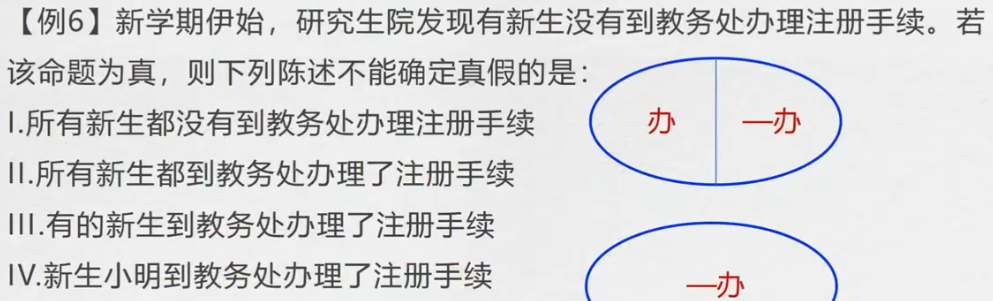 【例6】新学期伊始，研究生院发现有新生没有到教务处办理注册手续。若
该命题为真，则下列陈述不能确定真假的是：
I.所有新生都没有到教务处办理注册手续
办 —办
II.所有新生都到教务处办理了注册手续
III.有的新生到教务处办理了注册手续
IV.新生小明到教务处办理了注册手续
—办